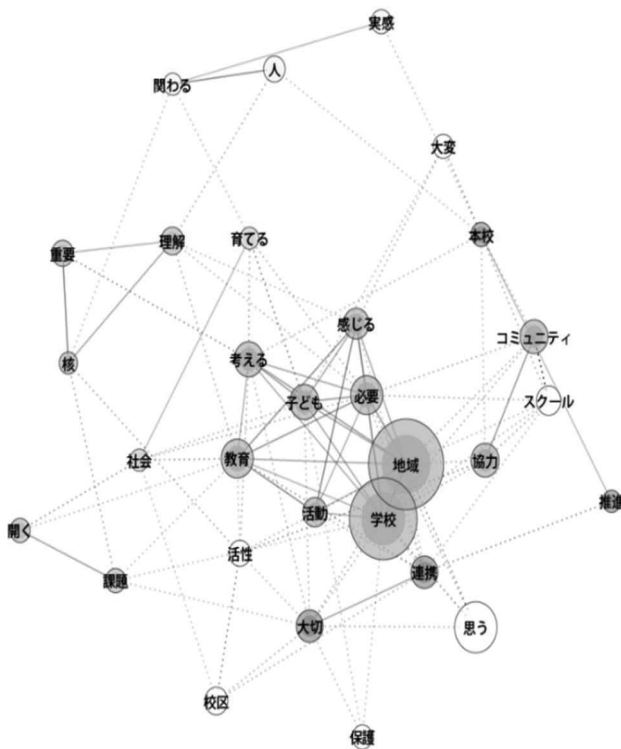 実感
人
関わる
大変
本校
育てる
理解
重要
感じる
コミュニティ
考える
核
必要
子ども
スクール
教育
社会
地域
協力
推進
活動
学校
開く
活性
連携
課題
大切
思う
校区
保護